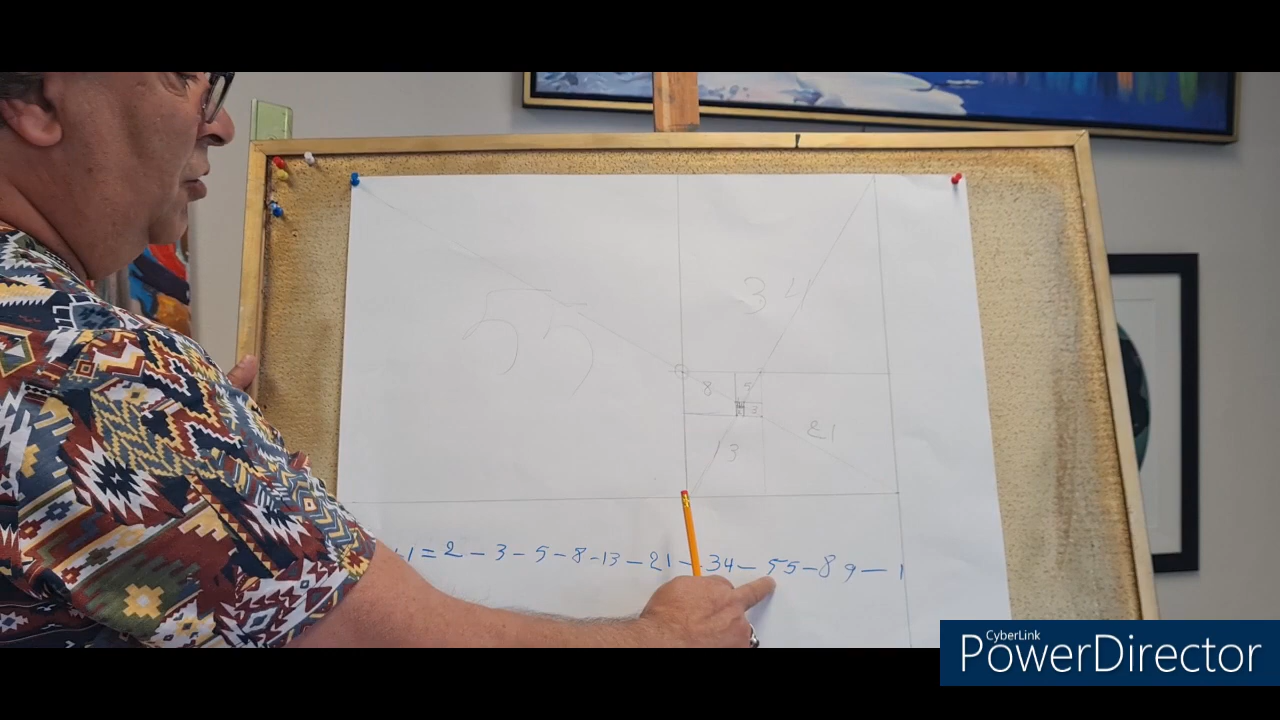 55
34
8 5
3
21
13
1 = 2 - 3 - 5 - 8 - 13 - 21 - 34 - 55 - 89 - 1
CyberLink
PowerDirector